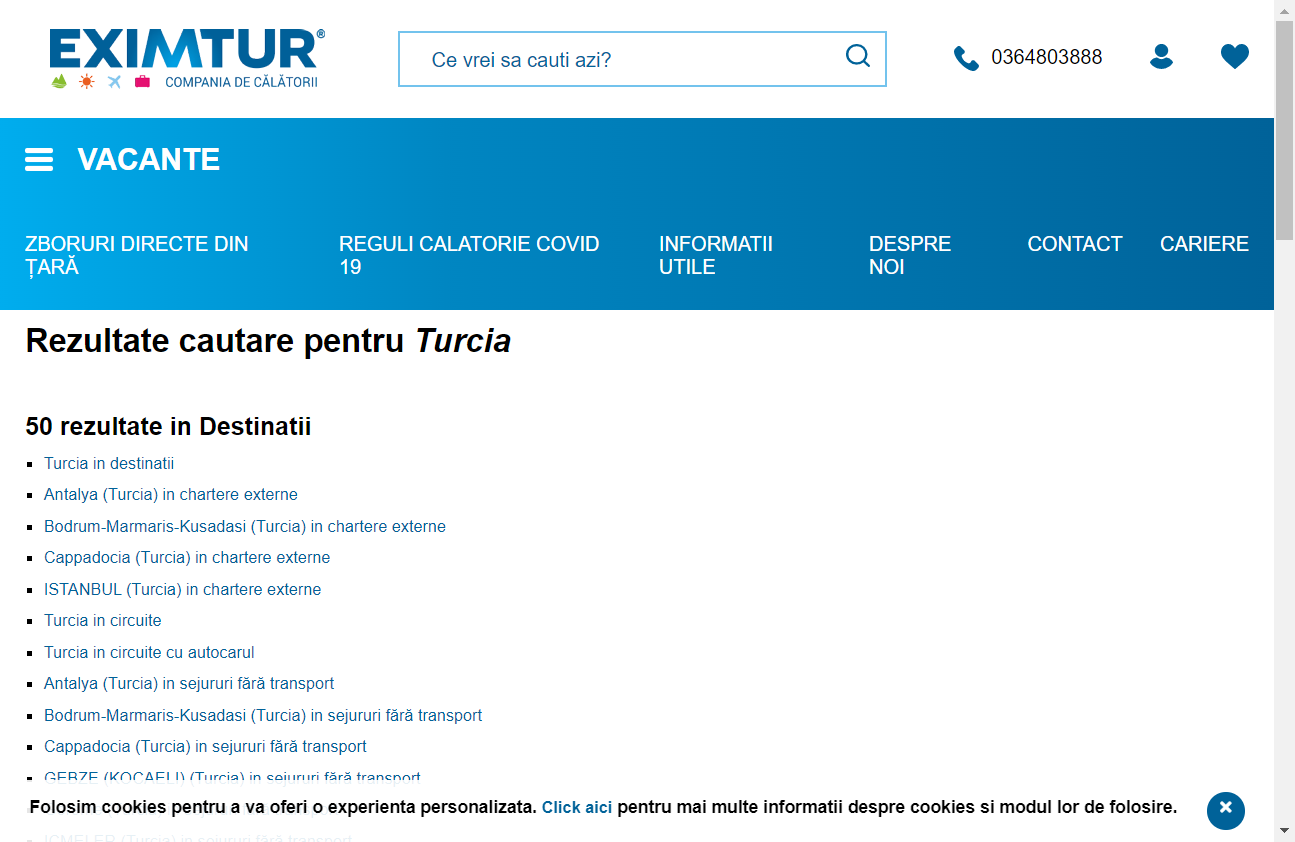 EXIMTUR®
COMPANIA DE CĂLĂTORII
Ce vrei sa cauti azi?
0364803888
VACANTE
ZBORURI DIRECTE DIN
ȚARĂ
REGULI CALATORIE COVID
19
INFORMATII
UTILE
DESPRE
NOI
CONTACT
CARIERE
Rezultate cautare pentru Turcia
50 rezultate in Destinatii
Turcia in destinatii
Antalya (Turcia) in chartere externe
Bodrum-Marmaris-Kusadasi (Turcia) in chartere externe
Cappadocia (Turcia) in chartere externe
ISTANBUL (Turcia) in chartere externe
Turcia in circuite
Turcia in circuite cu autocarul
Antalya (Turcia) in sejururi fără transport
Bodrum-Marmaris-Kusadasi (Turcia) in sejururi fără transport
Cappadocia (Turcia) in sejururi fără transport
GEBZE (KOCAELI) (Turcia) in sejururi fără transport
Folosim cookies pentru a va oferi o experienta personalizata. Click aici pentru mai multe informatii despre cookies si modul lor de folosire.
ICMELER (Turcia) in sejururi fără transport